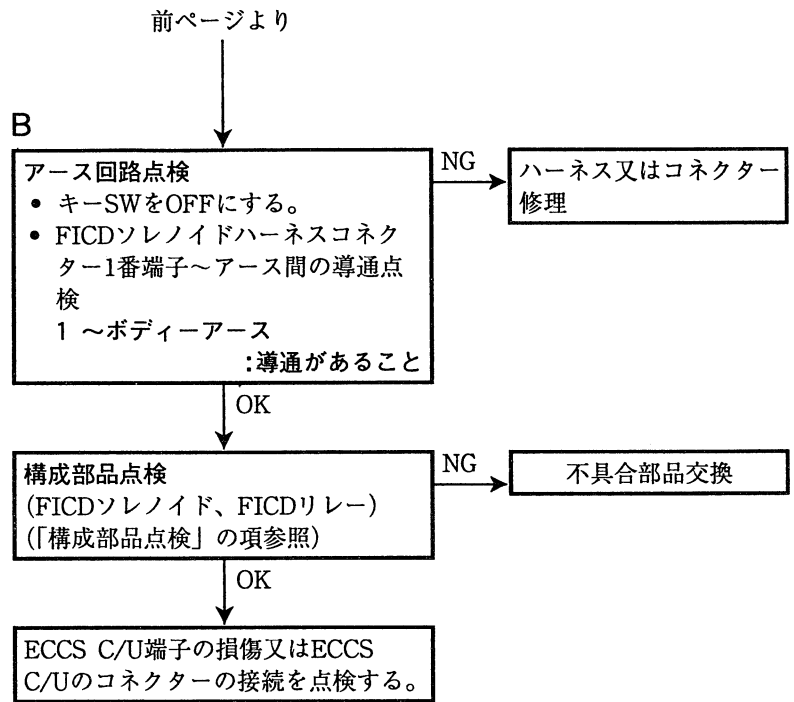 前ページより
B
アース回路点検
• キーSWをOFFにする。
• FICDソレノイドハーネスコネク
ター1番端子～アース間の導通点
検
1 ～ボディーアース
:導通があること
NG
ハーネス又はコネクター
修理
OK
構成部品点検
(FICDソレノイド、FICDリレー)
(「構成部品点検」の項参照)
NG
不具合部品交換
OK
ECCS C/U端子の損傷又はECCS
C/Uのコネクターの接続を点検する。